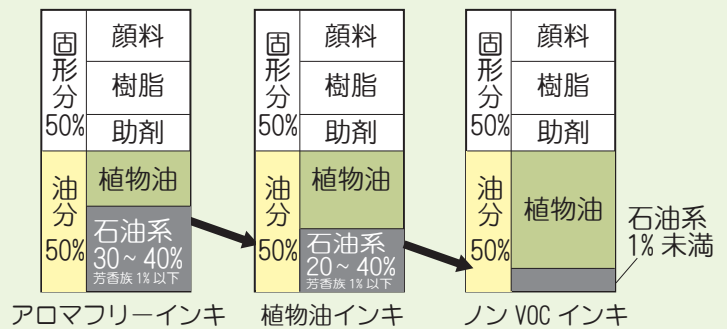 固形分
50%
顔料
樹脂
助剤
油分
50%
植物油
石油系
30~40%
芳香族1%以下
アロマフリーインキ
固形分
50%
顔料
樹脂
助剤
油分
50%
植物油
石油系
20~40%
芳香族1%以下
植物油インキ
固形分
50%
顔料
樹脂
助剤
油分
50%
植物油
石油系
1%未満
ノンVOCインキ